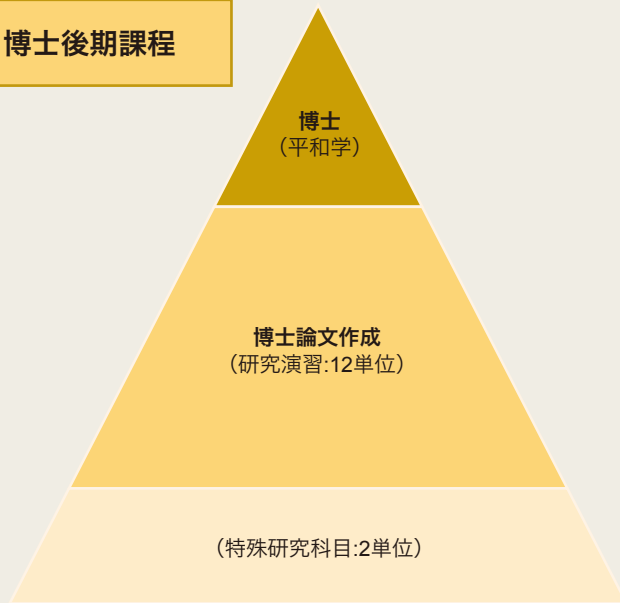 博士後期課程
博士
（平和学）
博士論文作成
（研究演習:12単位）
（特殊研究科目:2単位）